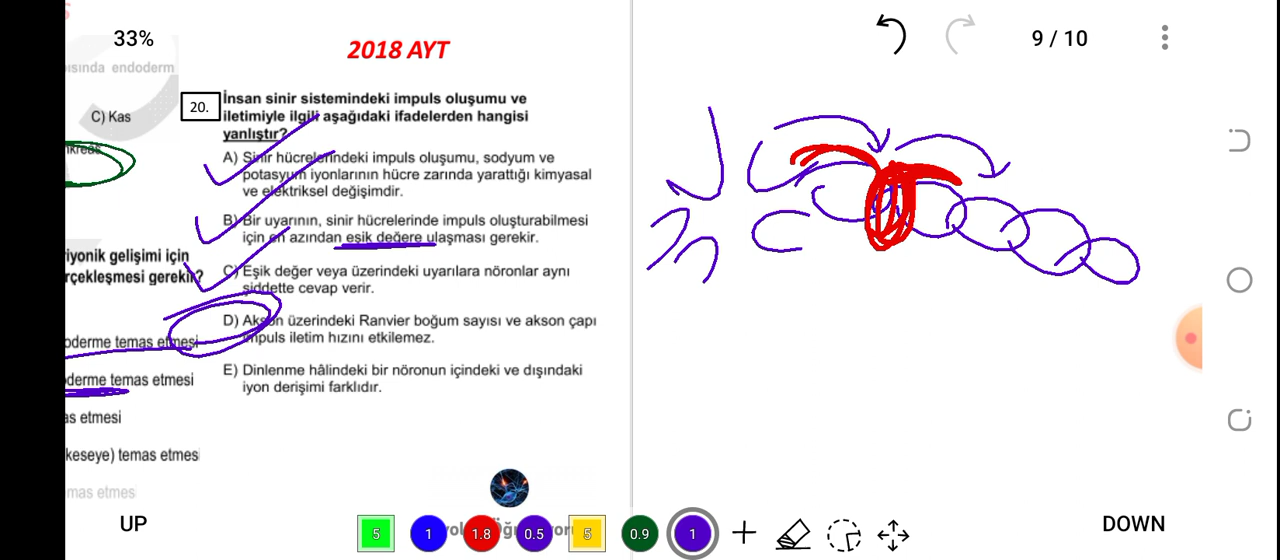 33%
9 / 10
2018 AYT
endoderm
C) Kas
20.
İnsan sinir sistemindeki impuls oluşumu ve
iletimiyle ilgili aşağıdaki ifadelerden hangisi
yanlıştır?
A) Sinir hücrelerindeki impuls oluşumu, sodyum ve
potasyum iyonlarının hücre zarında yarattığı kimyasal
ve elektriksel değişimdir.
B) Bir uyarının, sinir hücrelerinde impuls oluşturabilmesi
için en azından eşik değere ulaşması gerekir.
C) Eşik değer veya üzerindeki uyarılara nöronlar aynı
şiddette cevap verir.
D) Akson üzerindeki Ranvier boğum sayısı ve akson çapı
impuls iletim hızını etkilemez.
E) Dinlenme hâlindeki bir nöronun içindeki ve dışındaki
iyon derişimi farklıdır.
riyonik gelişimi için
rçekleşmesi gerekir?
oderme temas etmesi
oderme temas etmesi
as etmesi
keseye) temas etmes
mas etmes
UP
5
1
1.8
0.5
5
0.9
1
DOWN